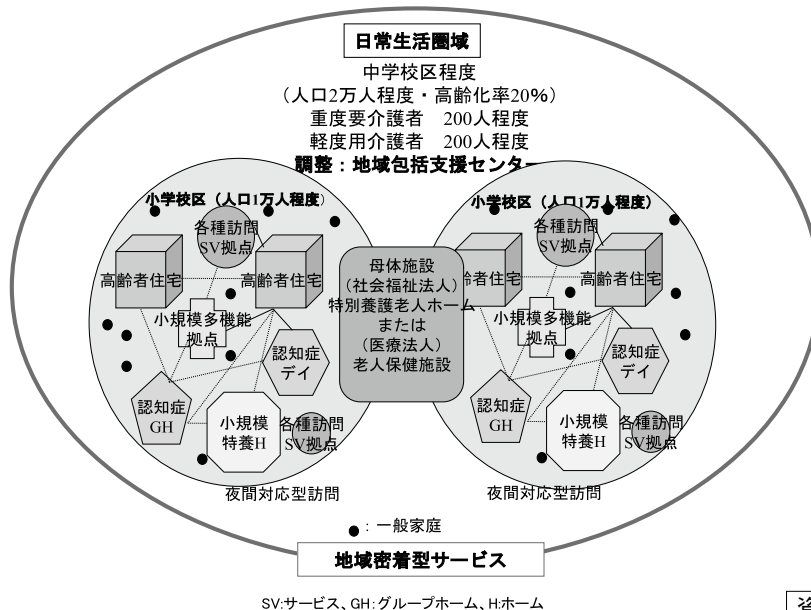 日常生活圏域
中学校区程度
（人口2万人程度・高齢化率20%）
重度要介護者　200人程度
軽度用介護者　200人程度
調整：地域包括支援センター
小学校区（人口1万人程度）
各種訪問
SV拠点
高齢者住宅
高齢者住宅
小規模多機能
拠点
認知症
デイ
認知症
GH
小規模
特養H
各種訪問
SV拠点
夜間対応型訪問
母体施設
（社会福祉法人）
特別養護老人ホーム
または
（医療法人）
老人保健施設
小学校区（人口1万人程度）
各種訪問
SV拠点
齢者住宅
高齢者住宅
小規模多機能
拠点
認知症
デイ
認知症
GH
小規模
特養H
各種訪問
SV拠点
夜間対応型訪問
：一般家庭
地域密着型サービス
SV:サービス、GH:グループホーム、H:ホーム